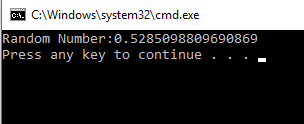 C:\Windows\system32\cmd.exe
Random Number:0.5285098809690869
Press any key to continue . . .